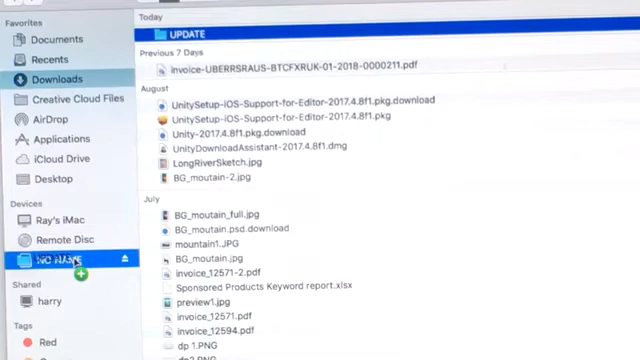 Favorites
Documents
Recents
Downloads
Creative Cloud Files
AirDrop
Applications
iCloud Drive
Desktop
Devices
Ray's iMac
Remote Disc
NO NAME
Shared
harry
Tags
Red
Today
UPDATE
Previous 7 Days
invoice-UBERRSRAUS-BTCFXRUK-01-2018-0000211.pdf
August
UnitySetup-iOS-Support-for-Editor-2017.4.8f1.pkg.download
UnitySetup-iOS-Support-for-Editor-2017.4.8f1.pkg
Unity-2017.4.8f1.pkg.download
UnityDownloadAssistant-2017.4.8f1.dmg
LongRiverSketch.jpg
BG_moutain-2.jpg
July
BG_moutain_full.jpg
BG_moutain.psd.download
mountain1.JPG
BG_moutain.jpg
invoice_12571-2.pdf
Sponsored Products Keyword report.xlsx
preview1.jpg
invoice_12571.pdf
invoice_12594.pdf
dp 1.PNG
dp2.PNG